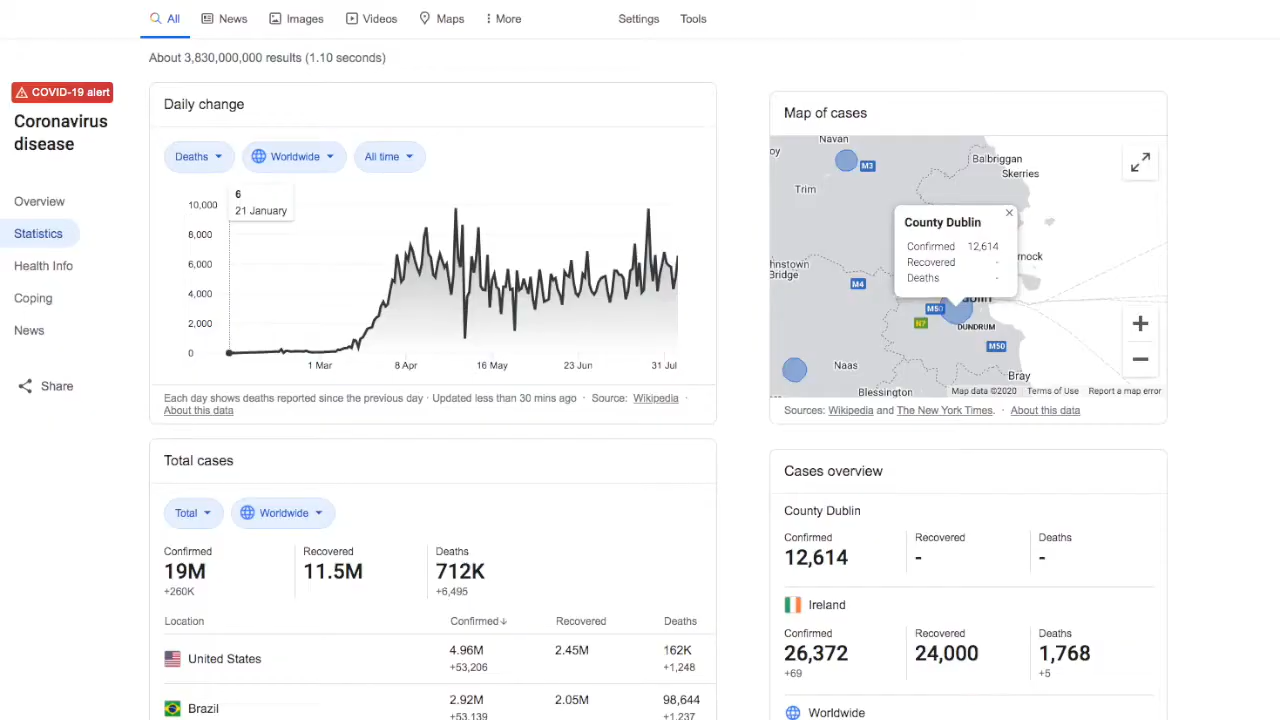 All
News
Images
Videos
Maps
More
Settings
Tools
About 3,830,000,000 results (1.10 seconds)
COVID-19 alert
Coronavirus
disease
Overview
Statistics
Health Info
Coping
News
Share
Daily change
Deaths
Worldwide
All time
6
21 January
10,000
8,000
6,000
4,000
2,000
0
1 Mar
8 Apr
16 May
23 Jun
31 Jul
Each day shows deaths reported since the previous day · Updated less than 30 mins ago · Source: Wikipedia ·
About this data
Map of cases
Navan
M3
Balbriggan
Skerries
Trim
County Dublin
Confirmed 12,614
Recovered -
Deaths -
M4
M50
N7
DUNDRUM
M50
Naas
Bray
Blessington
Map data ©2020 Terms of Use Report a map error
Sources: Wikipedia and The New York Times. · About this data
Total cases
Total
Worldwide
Confirmed Recovered Deaths
19M 11.5M 712K
+260K +6,495
Location Confirmed↓ Recovered Deaths
United States 4.96M 2.45M 162K
+53,206 +1,248
Brazil 2.92M 2.05M 98,644
+53,139 +1,237
Cases overview
County Dublin
Confirmed Recovered Deaths
12,614 - -
Ireland
Confirmed Recovered Deaths
26,372 24,000 1,768
+69 +5
Worldwide